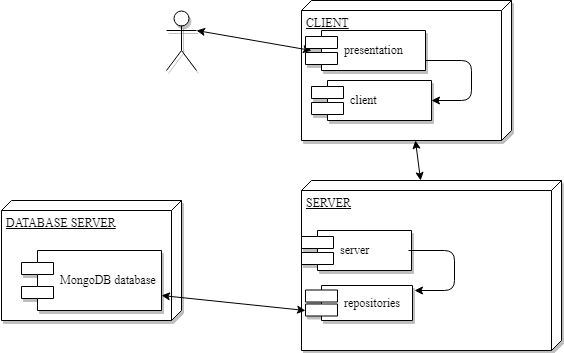 CLIENT
presentation
client
SERVER
server
repositories
DATABASE SERVER
MongoDB database